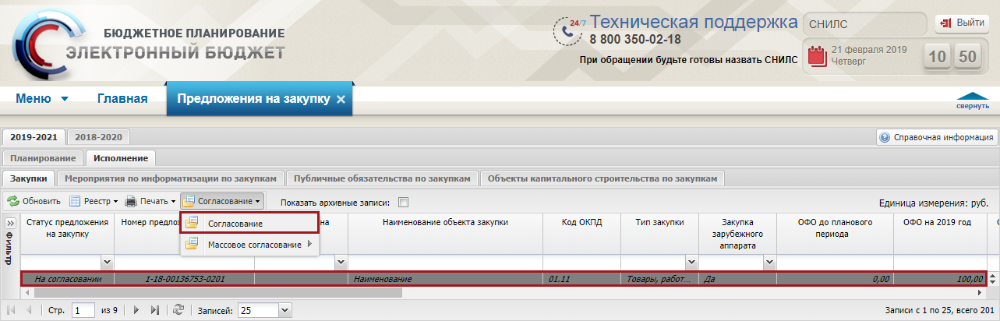 БЮДЖЕТНОЕ ПЛАНИРОВАНИЕ
ЭЛЕКТРОННЫЙ БЮДЖЕТ
24/7 Техническая поддержка
8 800 350-02-18
При обращении будьте готовы назвать СНИЛС
СНИЛС
Выйти
21 февраля 2019
Четверг
10 50
Меню Главная Предложения на закупку
свернуть
2019-2021 2018-2020
Справочная информация
Планирование Исполнение
Закупки Мероприятия по информатизации по закупкам Публичные обязательства по закупкам Объекты капитального строительства по закупкам
Обновить Реестр Печать Согласование Показать архивные записи: Единица измерения: руб.
Согласование
Массовое согласование
Фильтр
Статус предложения на закупку Номер предлож на Наименование объекта закупки Код ОКПД Тип закупки Закупка зарубежного аппарата ОФО до планового периода ОФО на 2019 год
На согласовании 1-18-00136753-0201 Наименование 01.11 Товары, работ... Да 0,00 100,00
Стр. 1 из 9 Записей: 25 Записи с 1 по 25, всего 201